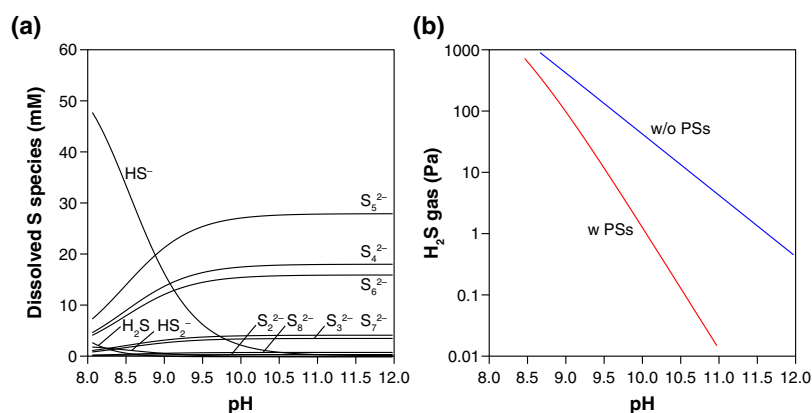 (a)
Dissolved S species (mM)
60
50
40
30
20
10
0
HS⁻
S₅²⁻
S₄²⁻
S₆²⁻
H₂S HS₂⁻ S₂²⁻ S₈²⁻ S₃²⁻ S₇²⁻
8.0 8.5 9.0 9.5 10.0 10.5 11.0 11.5 12.0
pH
(b)
H₂S gas (Pa)
1000
100
10
1
0.1
0.01
w/o PSs
w PSs
8.0 8.5 9.0 9.5 10.0 10.5 11.0 11.5 12.0
pH